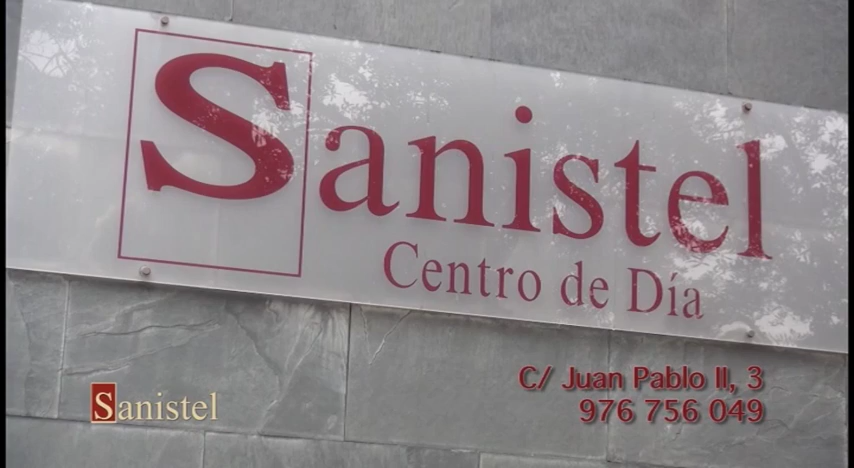 Sanistel
Centro de Día
C/ Juan Pablo II, 3
Sanistel
976 756 049